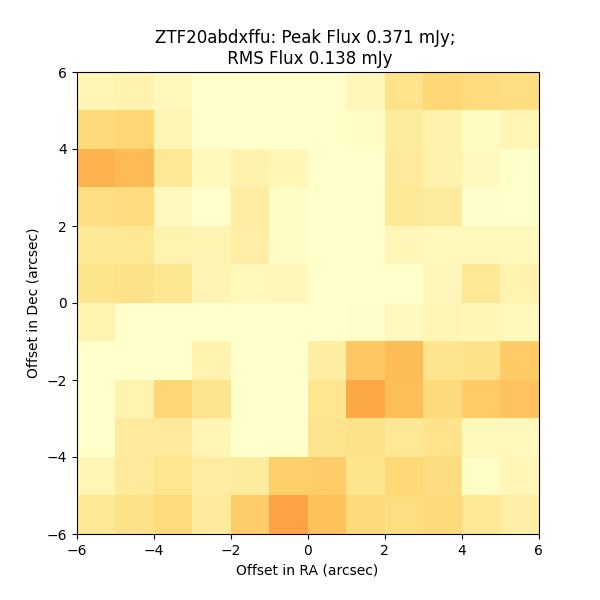 ZTF20abdxffu: Peak Flux 0.371 mJy;
RMS Flux 0.138 mJy
6
4
2
0
−2
−4
−6
Offset in Dec (arcsec)
−6 −4 −2 0 2 4 6
Offset in RA (arcsec)